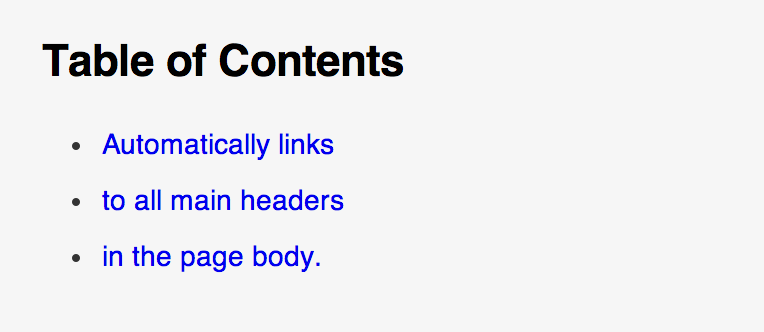 Table of Contents
Automatically links
to all main headers
in the page body.